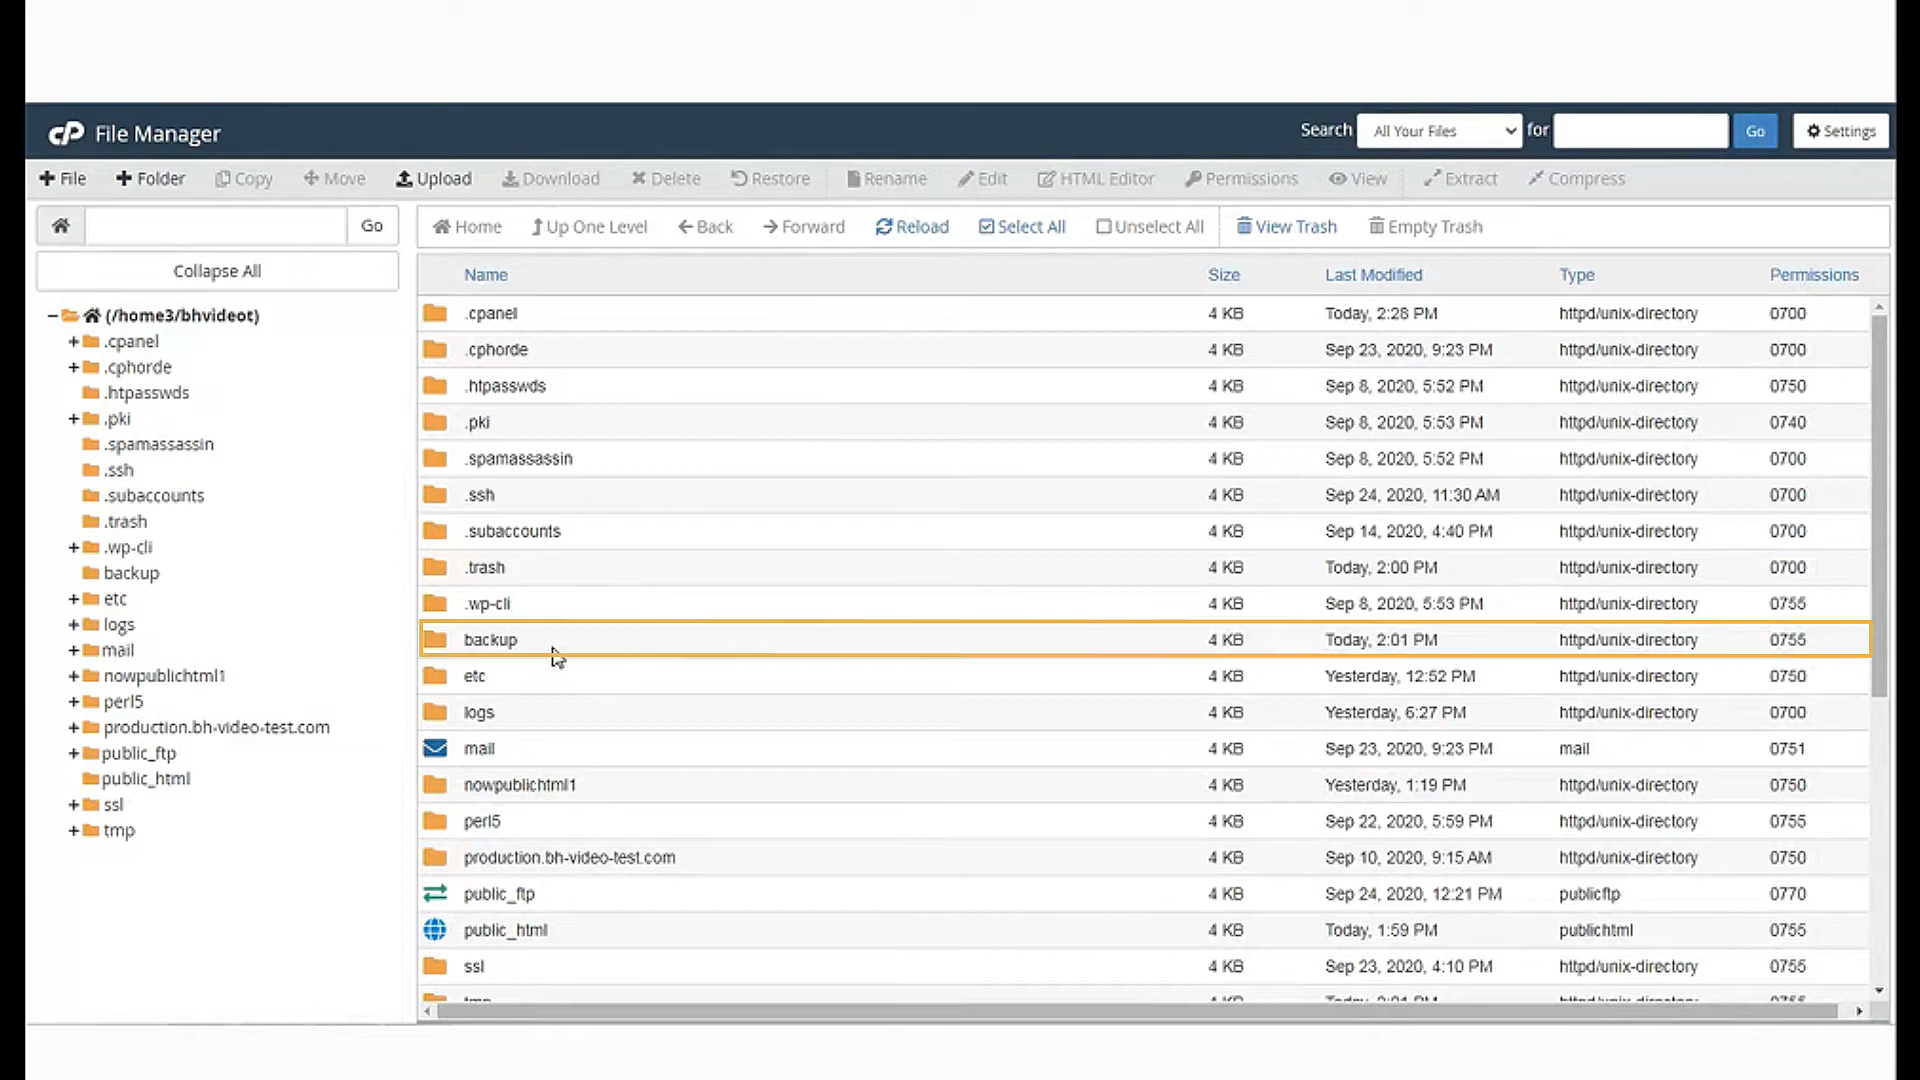 cP File Manager Search All Your Files for Go Settings
File Folder Copy Move Upload Download Delete Restore Rename Edit HTML Editor Permissions View Extract Compress
Go Home Up One Level Back Forward Reload Select All Unselect All View Trash Empty Trash
Collapse All
(/home3/bhvideot)
.cpanel
.cphorde
.htpasswds
.pki
.spamassassin
.ssh
.subaccounts
.trash
.wp-cli
backup
etc
logs
mail
nowpublichtml1
perl5
production.bh-video-test.com
public_ftp
public_html
ssl
tmp
Name Size Last Modified Type Permissions
.cpanel 4 KB Today, 2:28 PM httpd/unix-directory 0700
.cphorde 4 KB Sep 23, 2020, 9:23 PM httpd/unix-directory 0700
.htpasswds 4 KB Sep 8, 2020, 5:52 PM httpd/unix-directory 0750
.pki 4 KB Sep 8, 2020, 5:53 PM httpd/unix-directory 0740
.spamassassin 4 KB Sep 8, 2020, 5:52 PM httpd/unix-directory 0700
.ssh 4 KB Sep 24, 2020, 11:30 AM httpd/unix-directory 0700
.subaccounts 4 KB Sep 14, 2020, 4:40 PM httpd/unix-directory 0700
.trash 4 KB Today, 2:00 PM httpd/unix-directory 0700
.wp-cli 4 KB Sep 8, 2020, 5:53 PM httpd/unix-directory 0755
backup 4 KB Today, 2:01 PM httpd/unix-directory 0755
etc 4 KB Yesterday, 12:52 PM httpd/unix-directory 0750
logs 4 KB Yesterday, 6:27 PM httpd/unix-directory 0700
mail 4 KB Sep 23, 2020, 9:23 PM mail 0751
nowpublichtml1 4 KB Yesterday, 1:19 PM httpd/unix-directory 0750
perl5 4 KB Sep 22, 2020, 5:59 PM httpd/unix-directory 0755
production.bh-video-test.com 4 KB Sep 10, 2020, 9:15 AM httpd/unix-directory 0750
public_ftp 4 KB Sep 24, 2020, 12:21 PM publicftp 0770
public_html 4 KB Today, 1:59 PM publichtml 0755
ssl 4 KB Sep 23, 2020, 4:10 PM httpd/unix-directory 0755